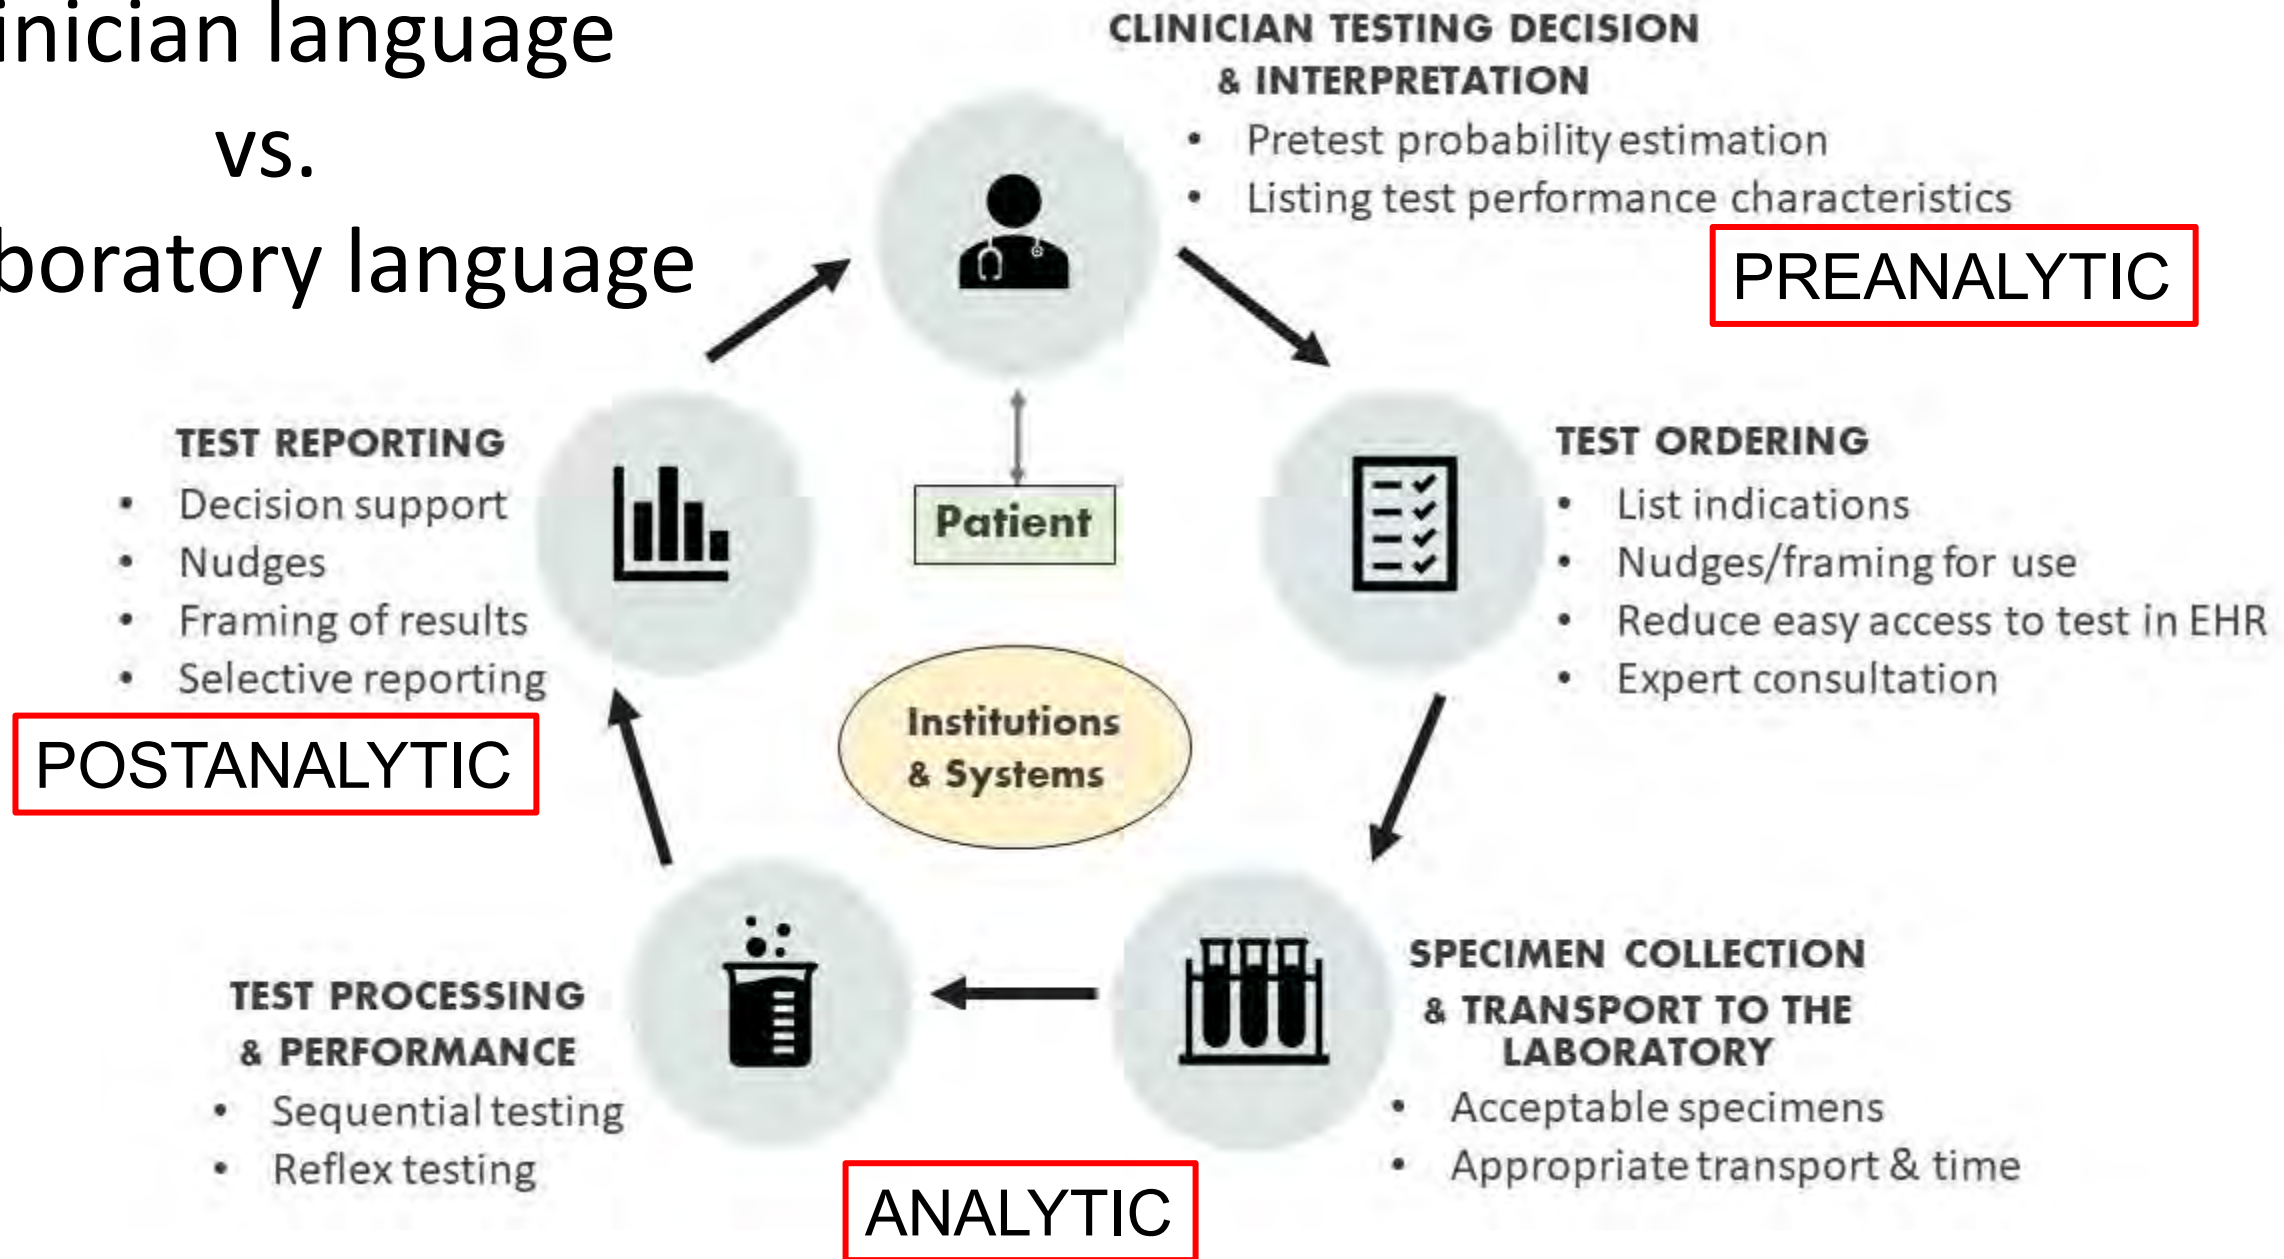 inician language
vs.
boratory language
CLINICIAN TESTING DECISION
& INTERPRETATION
• Pretest probability estimation
• Listing test performance characteristics
PREANALYTIC
TEST ORDERING
• List indications
• Nudges/framing for use
• Reduce easy access to test in EHR
• Expert consultation
SPECIMEN COLLECTION
& TRANSPORT TO THE
LABORATORY
• Acceptable specimens
• Appropriate transport & time
ANALYTIC
TEST PROCESSING
& PERFORMANCE
• Sequential testing
• Reflex testing
TEST REPORTING
• Decision support
• Nudges
• Framing of results
• Selective reporting
POSTANALYTIC
Patient
Institutions
& Systems